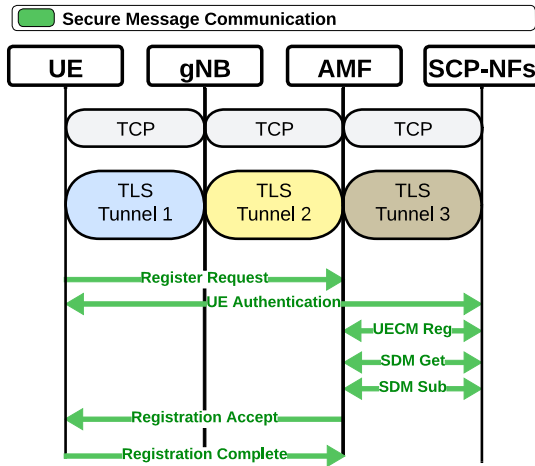 Secure Message Communication
UE gNB AMF SCP-NFs
TCP TCP TCP
TLS TLS TLS
Tunnel 1 Tunnel 2 Tunnel 3
Register Request
UE Authentication
UECM Reg
SDM Get
SDM Sub
Registration Accept
Registration Complete